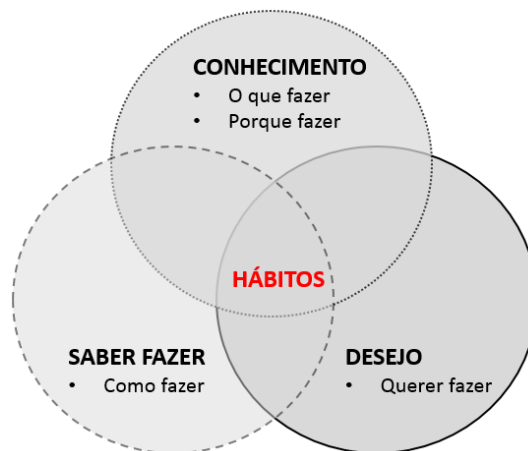 CONHECIMENTO
• O que fazer
• Porque fazer
HÁBITOS
SABER FAZER
• Como fazer
DESEJO
• Querer fazer